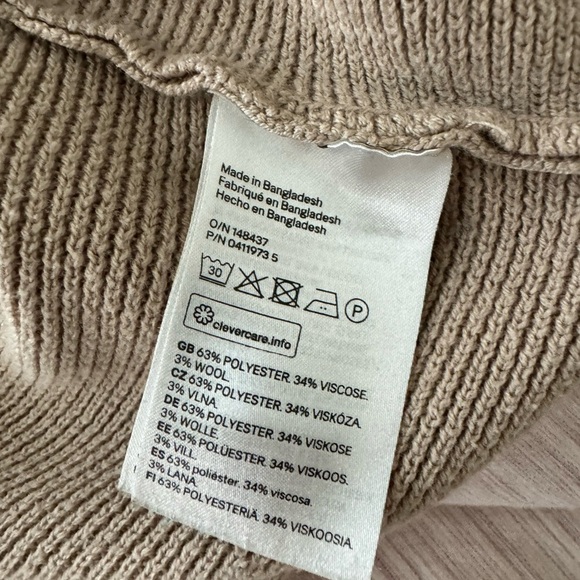 Made in Bangladesh
Fabriqué en Bangladesh
Hecho en Bangladesh
O/N 148437
P/N 0411973 5
30
P
clevercare.info
GB 63% POLYESTER. 34% VISCOSE.
3% WOOL.
CZ 63% POLYESTER. 34% VISKÓZA.
3% VLNA.
DE 63% POLYESTER. 34% VISKOSE
3% WOLLE.
EE 63% POLÜESTER. 34% VISKOOS.
3% VILL.
ES 63% poliéster. 34% viscosa.
3% LANA.
FI 63% POLYESTERIÄ. 34% VISKOOSIA